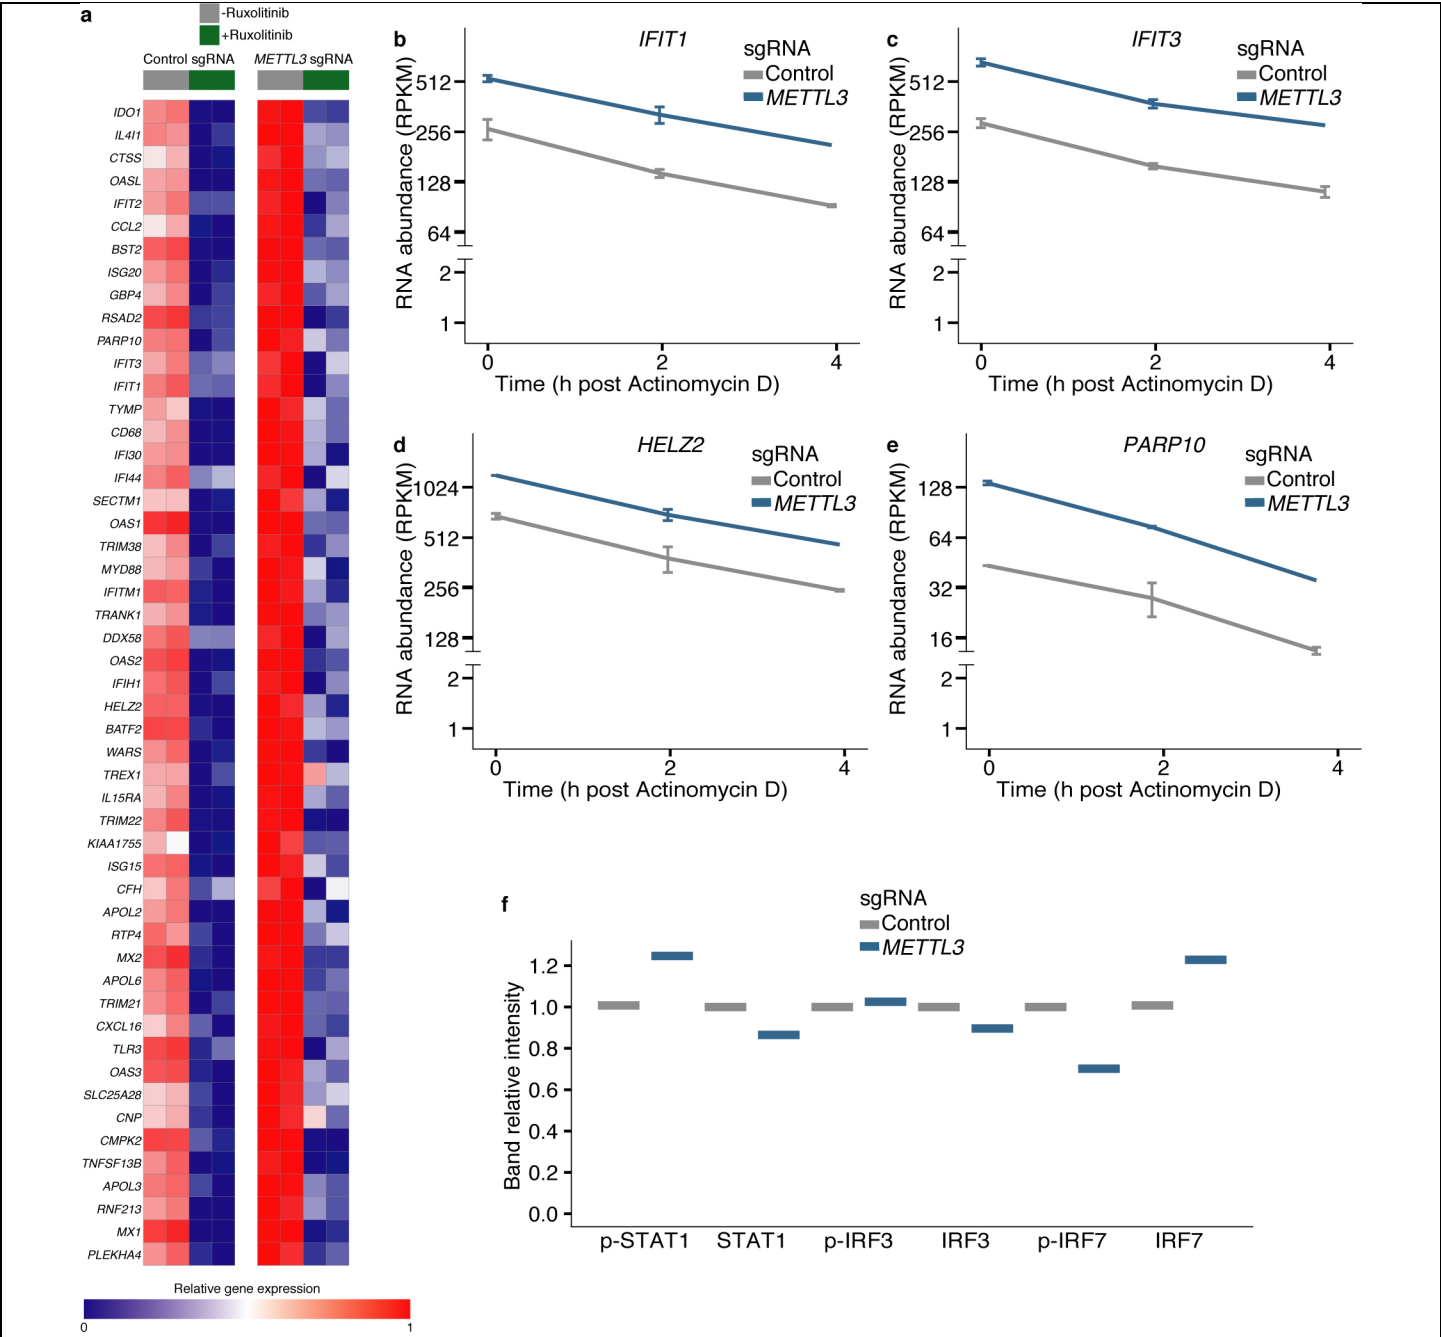 a
-Ruxolitinib
+Ruxolitinib
Control sgRNA
METTL3 sgRNA
IDO1
IL4I1
CTSS
OASL
IFIT2
CCL2
BST2
ISG20
GBP4
RSAD2
PARP10
IFIT3
IFIT1
TYMP
CD68
IFI30
IFI44
SECTM1
OAS1
TRIM38
MYD88
IFITM1
TRANK1
DDX58
OAS2
IFIH1
HELZ2
BATF2
WARS
TREX1
IL15RA
TRIM22
KIAA1755
ISG15
CFH
APOL2
RTP4
MX2
APOL6
TRIM21
CXCL16
TLR3
OAS3
SLC25A28
CNP
CMPK2
TNFSF13B
APOL3
RNF213
MX1
PLEKHA4
Relative gene expression
0
1
b
IFIT1
sgRNA
Control
METTL3
RNA abundance (RPKM)
512
256
128
64
2
1
0
2
4
Time (h post Actinomycin D)
c
IFIT3
sgRNA
Control
METTL3
RNA abundance (RPKM)
512
256
128
64
2
1
0
2
4
Time (h post Actinomycin D)
d
HELZ2
sgRNA
Control
METTL3
RNA abundance (RPKM)
1024
512
256
128
2
1
0
2
4
Time (h post Actinomycin D)
e
PARP10
sgRNA
Control
METTL3
RNA abundance (RPKM)
128
64
32
16
2
1
0
2
4
Time (h post Actinomycin D)
f
sgRNA
Control
METTL3
Band relative intensity
1.2
1.0
0.8
0.6
0.4
0.2
0.0
p-STAT1
STAT1
p-IRF3
IRF3
p-IRF7
IRF7